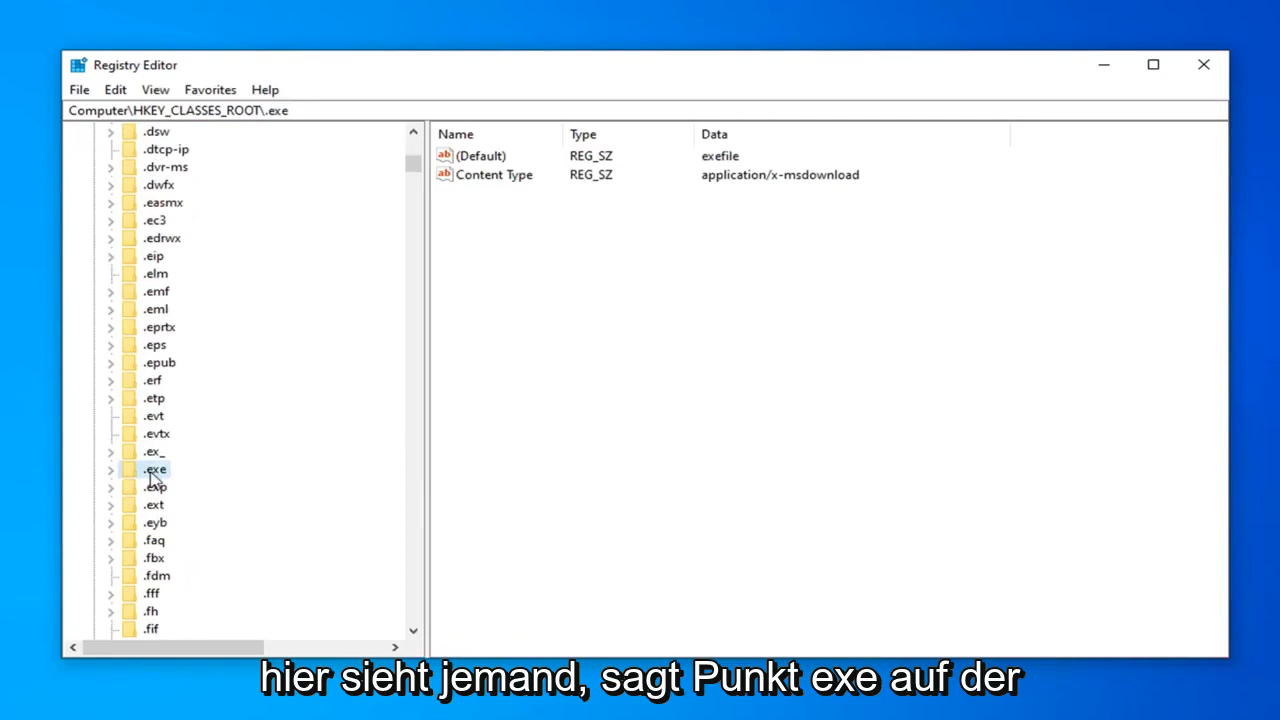 Registry Editor
File Edit View Favorites Help
Computer\HKEY_CLASSES_ROOT\.exe
.dsw
.dtcp-ip
.dvr-ms
.dwfx
.easmx
.ec3
.edrwx
.eip
.elm
.emf
.eml
.eprtx
.eps
.epub
.erf
.etp
.evt
.evtx
.ex_
.exe
.exp
.ext
.eyb
.faq
.fbx
.fdm
.fff
.fh
.fif
Name Type Data
(Default) REG_SZ exefile
Content Type REG_SZ application/x-msdownload
hier sieht jemand, sagt Punkt exe auf der